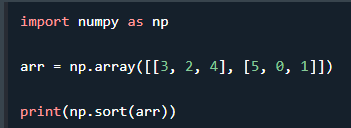 import numpy as np
arr = np.array([[3, 2, 4], [5, 0, 1]])
print(np.sort(arr))